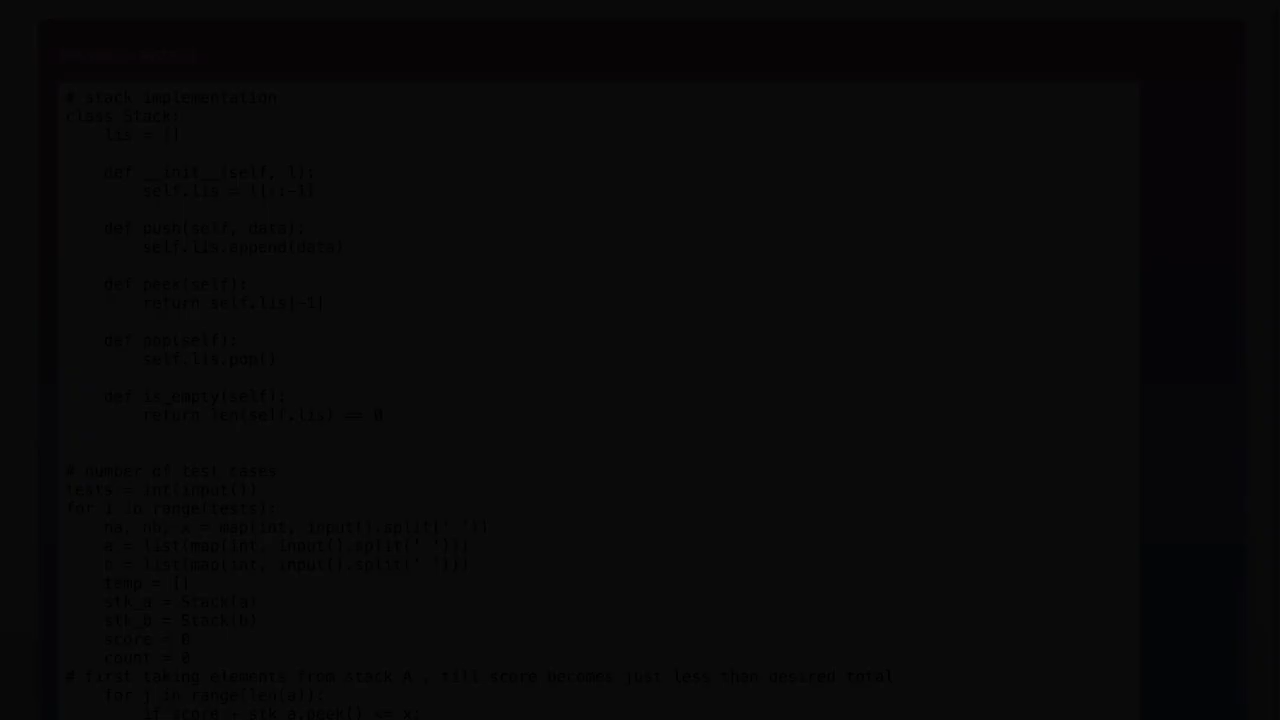 # stack implementation
class Stack:
    lis = []
    def __init__(self, l):
        self.lis = l[::-1]
    def push(self, data):
        self.lis.append(data)
    def peek(self):
        return self.lis[-1]
    def pop(self):
        self.lis.pop()
    def is_empty(self):
        return len(self.lis) == 0
# number of test cases
tests = int(input())
for i in range(tests):
    na, nb, x = map(int, input().split(' '))
    a = list(map(int, input().split(' ')))
    b = list(map(int, input().split(' ')))
    temp = []
    stk_a = Stack(a)
    stk_b = Stack(b)
    score = 0
    count = 0
# first taking elements from stack A , till score becomes just less than desired total
    for j in range(len(a)):
        if score + stk_a.peek() <= x: